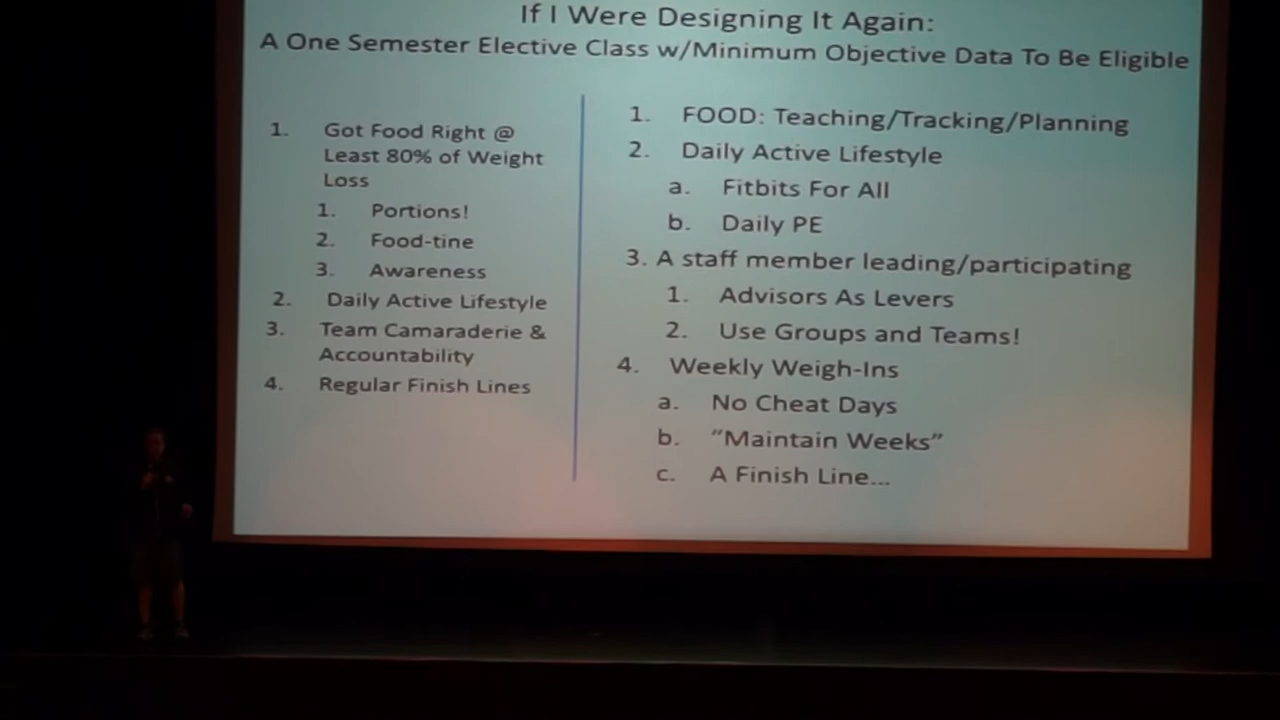 If I Were Designing It Again:
A One Semester Elective Class w/Minimum Objective Data To Be Eligible
1. Got Food Right @
Least 80% of Weight
Loss
1. Portions!
2. Food-tine
3. Awareness
2. Daily Active Lifestyle
3. Team Camaraderie &
Accountability
4. Regular Finish Lines
1. FOOD: Teaching/Tracking/Planning
2. Daily Active Lifestyle
a. Fitbits For All
b. Daily PE
3. A staff member leading/participating
1. Advisors As Levers
2. Use Groups and Teams!
4. Weekly Weigh-Ins
a. No Cheat Days
b. "Maintain Weeks"
c. A Finish Line...